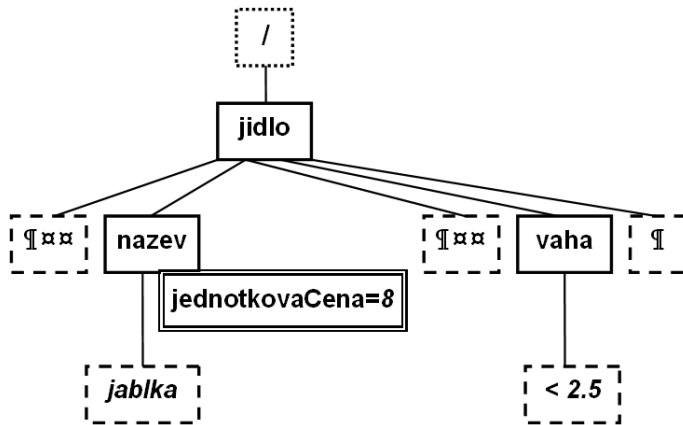 /
jidlo
¶¤¤ nazev ¶¤¤ vaha ¶
jednotkovaCena=8
jablka < 2.5